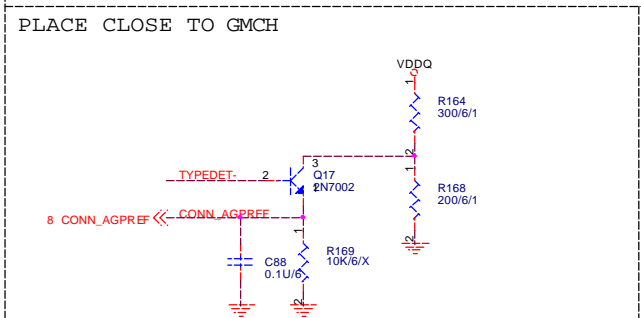 PLACE CLOSE TO GMCH
VDDQ
1
R164
300/6/1
2
3
TYPEDET-
2
Q17
2N7002
1
1
R168
200/6/1
2
8 CONN_AGPREF
CONN_AGPREF
1
R169
10K/6/X
C88
0.1U/6
2